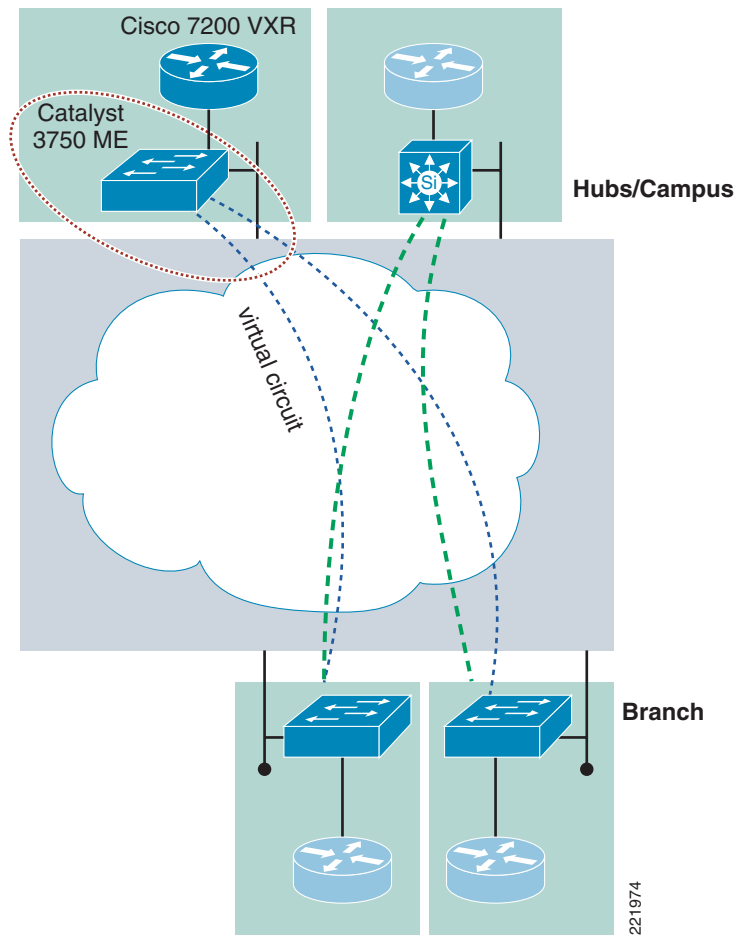 Cisco 7200 VXR
Catalyst
3750 ME
Si
Hubs/Campus
virtual circuit
Branch
221974